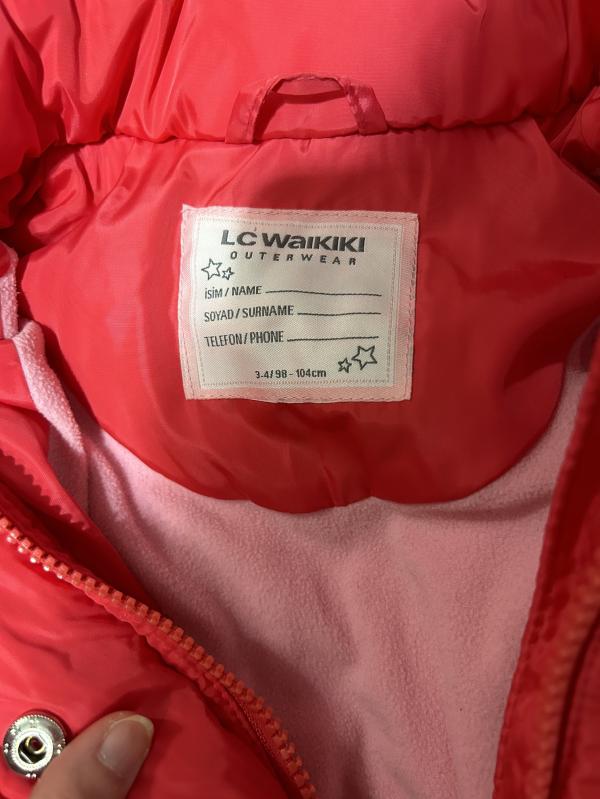 LC WAIKIKI
OUTERWEAR
İSİM / NAME
SOYAD / SURNAME
TELEFON / PHONE
3-4 / 98 - 104cm